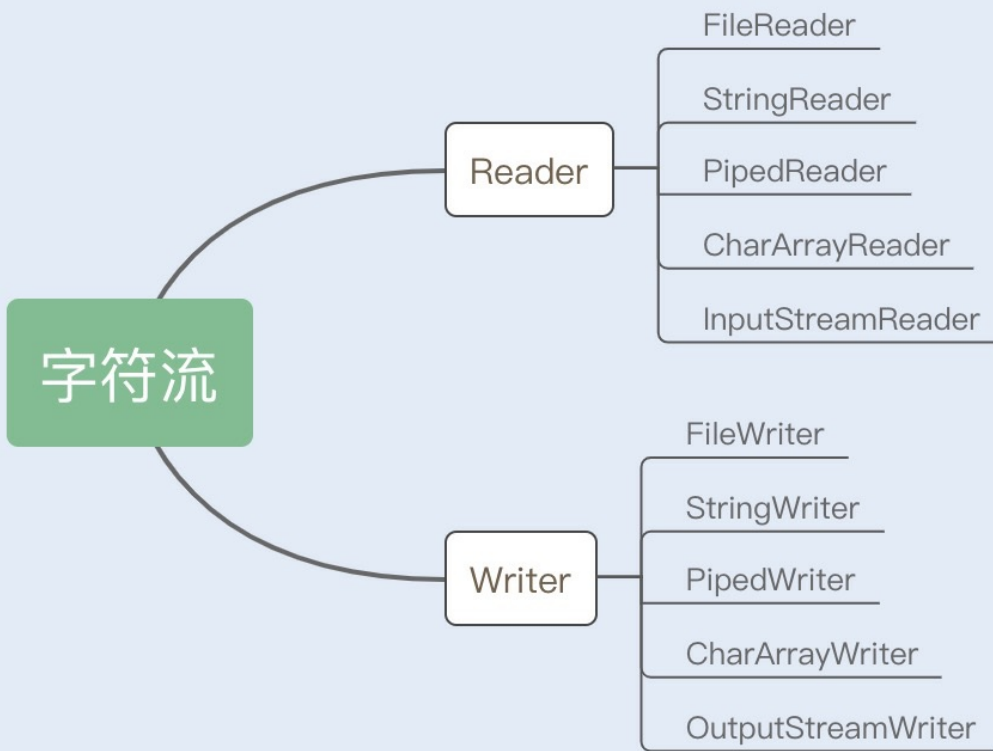 字符流
Reader
FileReader
StringReader
PipedReader
CharArrayReader
InputStreamReader
Writer
FileWriter
StringWriter
PipedWriter
CharArrayWriter
OutputStreamWriter